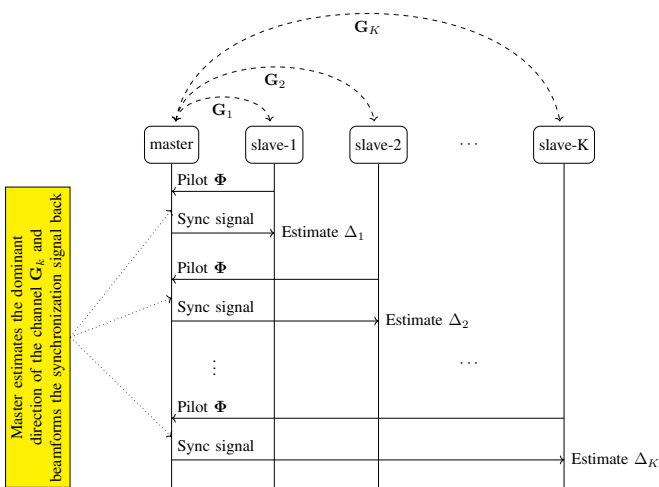 G_K
G_2
G_1
master
slave-1
slave-2
...
slave-K
Pilot Φ
Sync signal
Estimate Δ_1
Pilot Φ
Sync signal
Estimate Δ_2
⋮
...
Pilot Φ
Sync signal
Estimate Δ_K
Master estimates the dominant
direction of the channel G_k and
beamforms the synchronization signal back